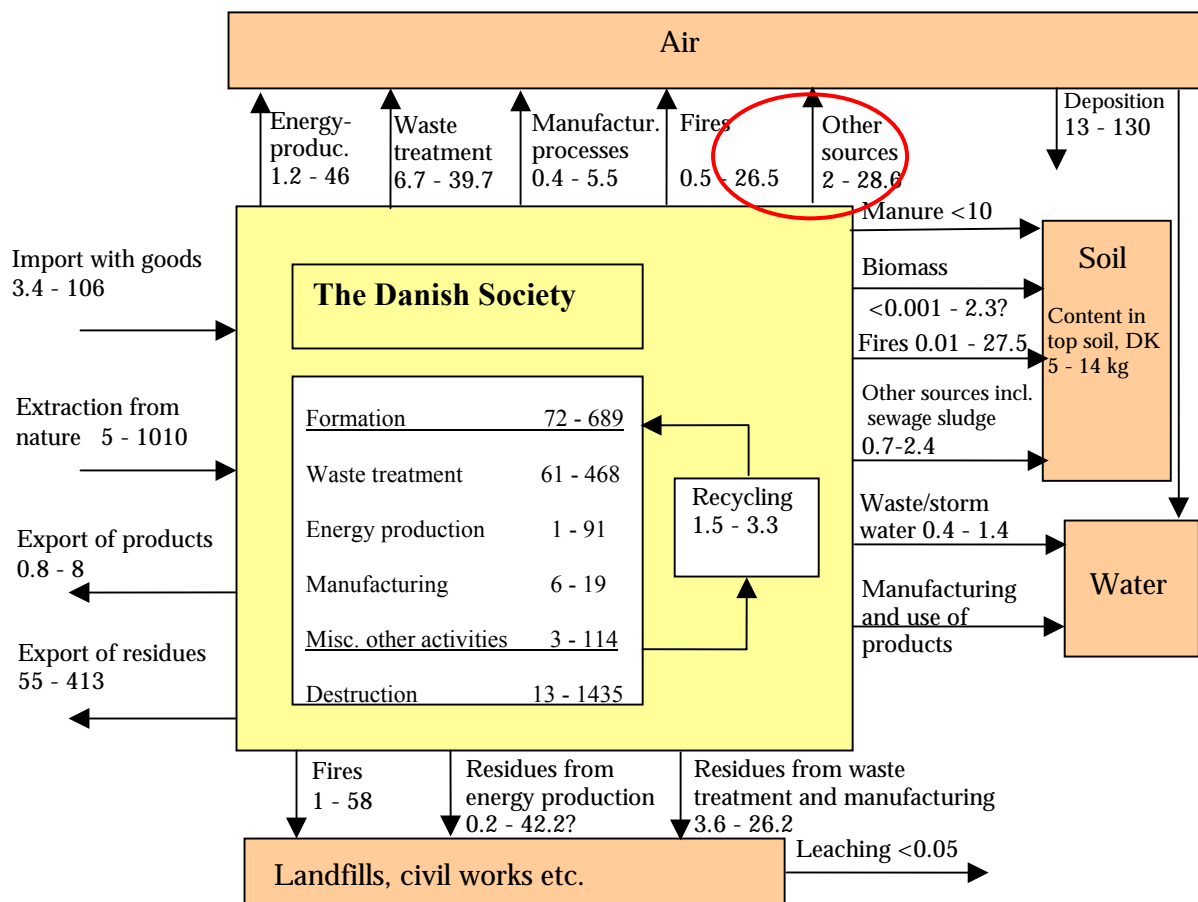 Air
Energy-
produc.
1.2 - 46
Waste
treatment
6.7 - 39.7
Manufactur.
processes
0.4 - 5.5
Fires
0.5 - 26.5
Other
sources
2 - 28.6
Deposition
13 - 130
Import with goods
3.4 - 106
Extraction from
nature 5 - 1010
Export of products
0.8 - 8
Export of residues
55 - 413
The Danish Society
Formation 72 - 689
Waste treatment 61 - 468
Energy production 1 - 91
Manufacturing 6 - 19
Misc. other activities 3 - 114
Destruction 13 - 1435
Recycling
1.5 - 3.3
Manure <10
Biomass
<0.001 - 2.3?
Fires 0.01 - 27.5
Other sources incl.
sewage sludge
0.7-2.4
Waste/storm
water 0.4 - 1.4
Manufacturing
and use of
products
Soil
Content in
top soil, DK
5 - 14 kg
Water
Fires
1 - 58
Residues from
energy production
0.2 - 42.2?
Residues from waste
treatment and manufacturing
3.6 - 26.2
Landfills, civil works etc.
Leaching <0.05